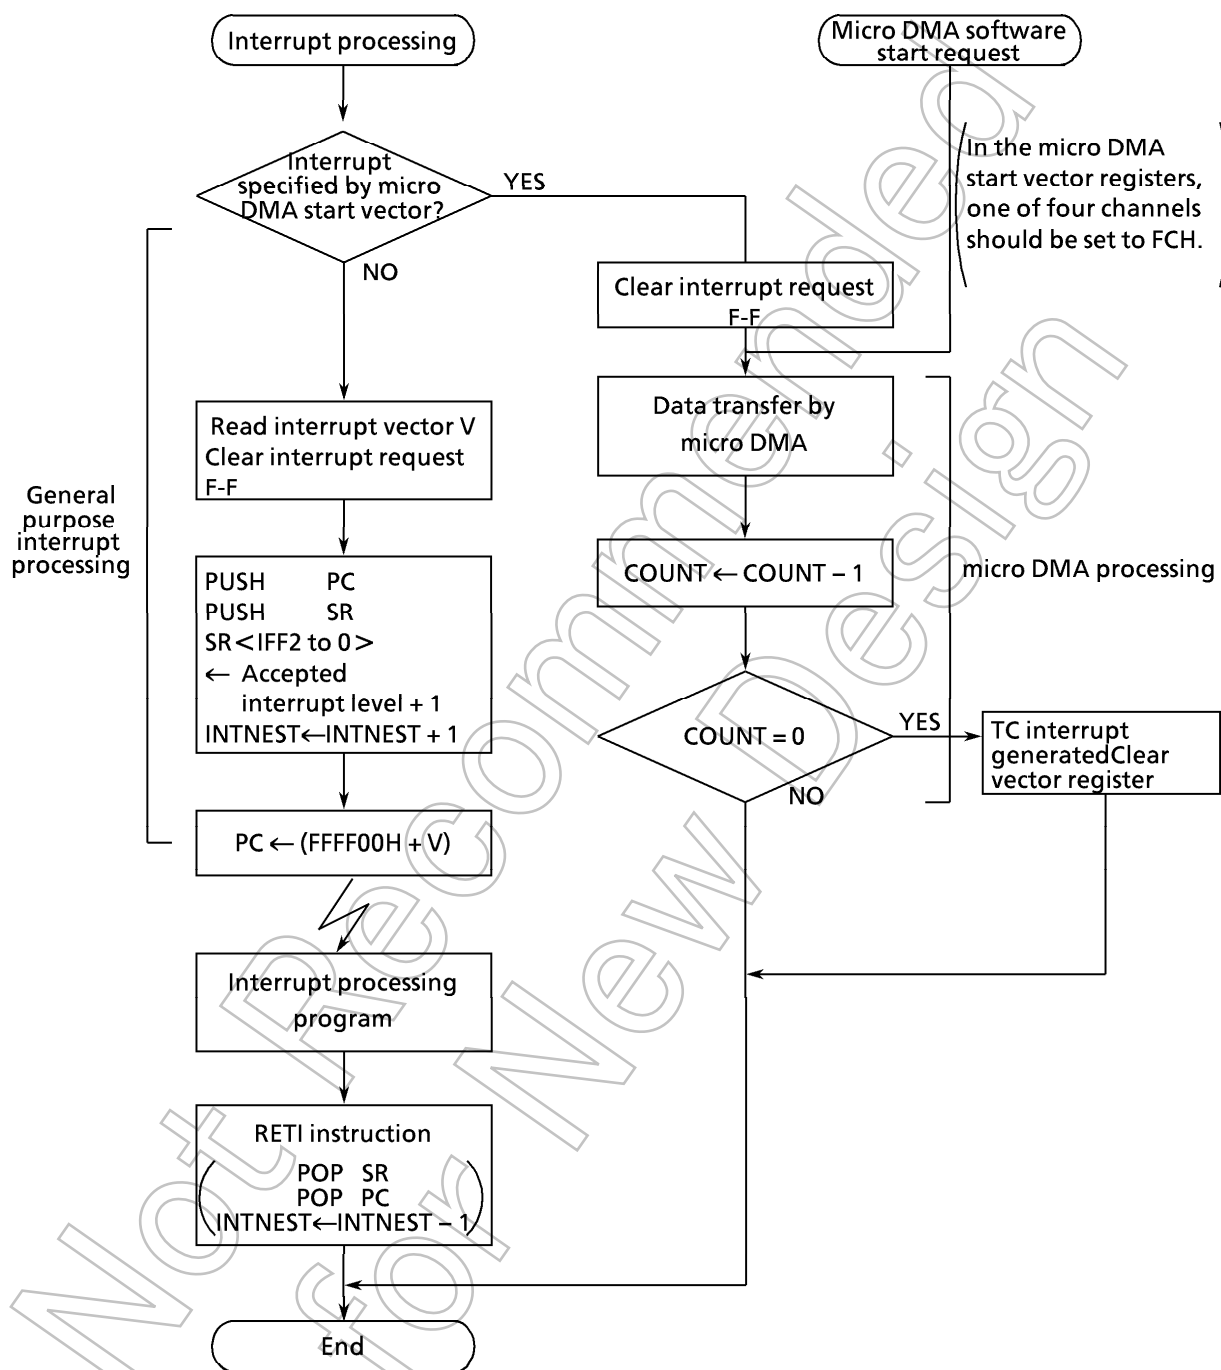 Interrupt processing
Micro DMA software
start request
Interrupt
specified by micro
DMA start vector?
YES
NO
In the micro DMA
start vector registers,
one of four channels
should be set to FCH.
Clear interrupt request
F-F
Data transfer by
micro DMA
Read interrupt vector V
Clear interrupt request
F-F
General
purpose
interrupt
processing
PUSH PC
PUSH SR
SR<IFF2 to 0>
← Accepted
interrupt level + 1
INTNEST←INTNEST + 1
COUNT ← COUNT – 1
micro DMA processing
COUNT = 0
YES
NO
TC interrupt
generatedClear
vector register
PC ← (FFFF00H + V)
Interrupt processing
program
RETI instruction
POP SR
POP PC
INTNEST←INTNEST – 1
End
Not Recommended
for New Design